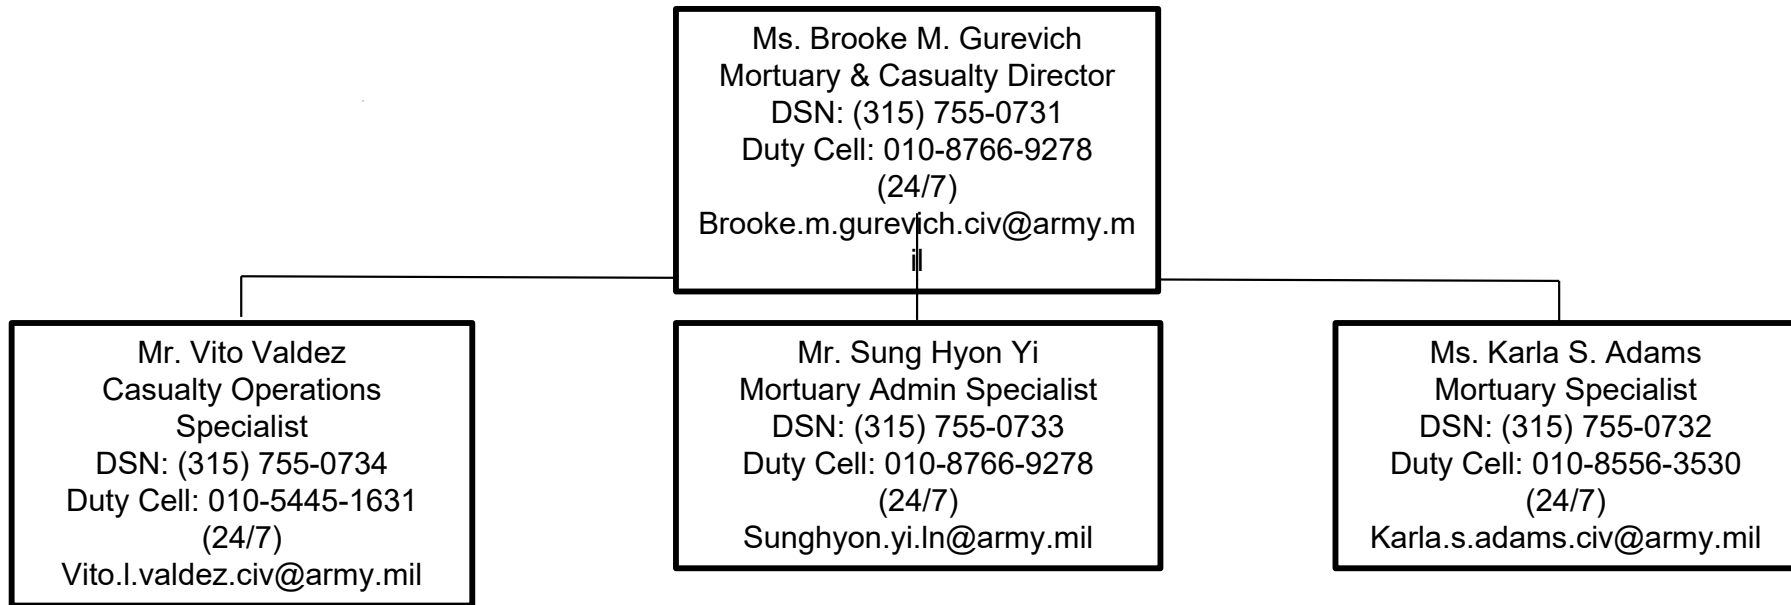 Ms. Brooke M. Gurevich
Mortuary & Casualty Director
DSN: (315) 755-0731
Duty Cell: 010-8766-9278
(24/7)
Brooke.m.gurevich.civ@army.m
il
Mr. Vito Valdez
Casualty Operations
Specialist
DSN: (315) 755-0734
Duty Cell: 010-5445-1631
(24/7)
Vito.l.valdez.civ@army.mil
Mr. Sung Hyon Yi
Mortuary Admin Specialist
DSN: (315) 755-0733
Duty Cell: 010-8766-9278
(24/7)
Sunghyon.yi.ln@army.mil
Ms. Karla S. Adams
Mortuary Specialist
DSN: (315) 755-0732
Duty Cell: 010-8556-3530
(24/7)
Karla.s.adams.civ@army.mil